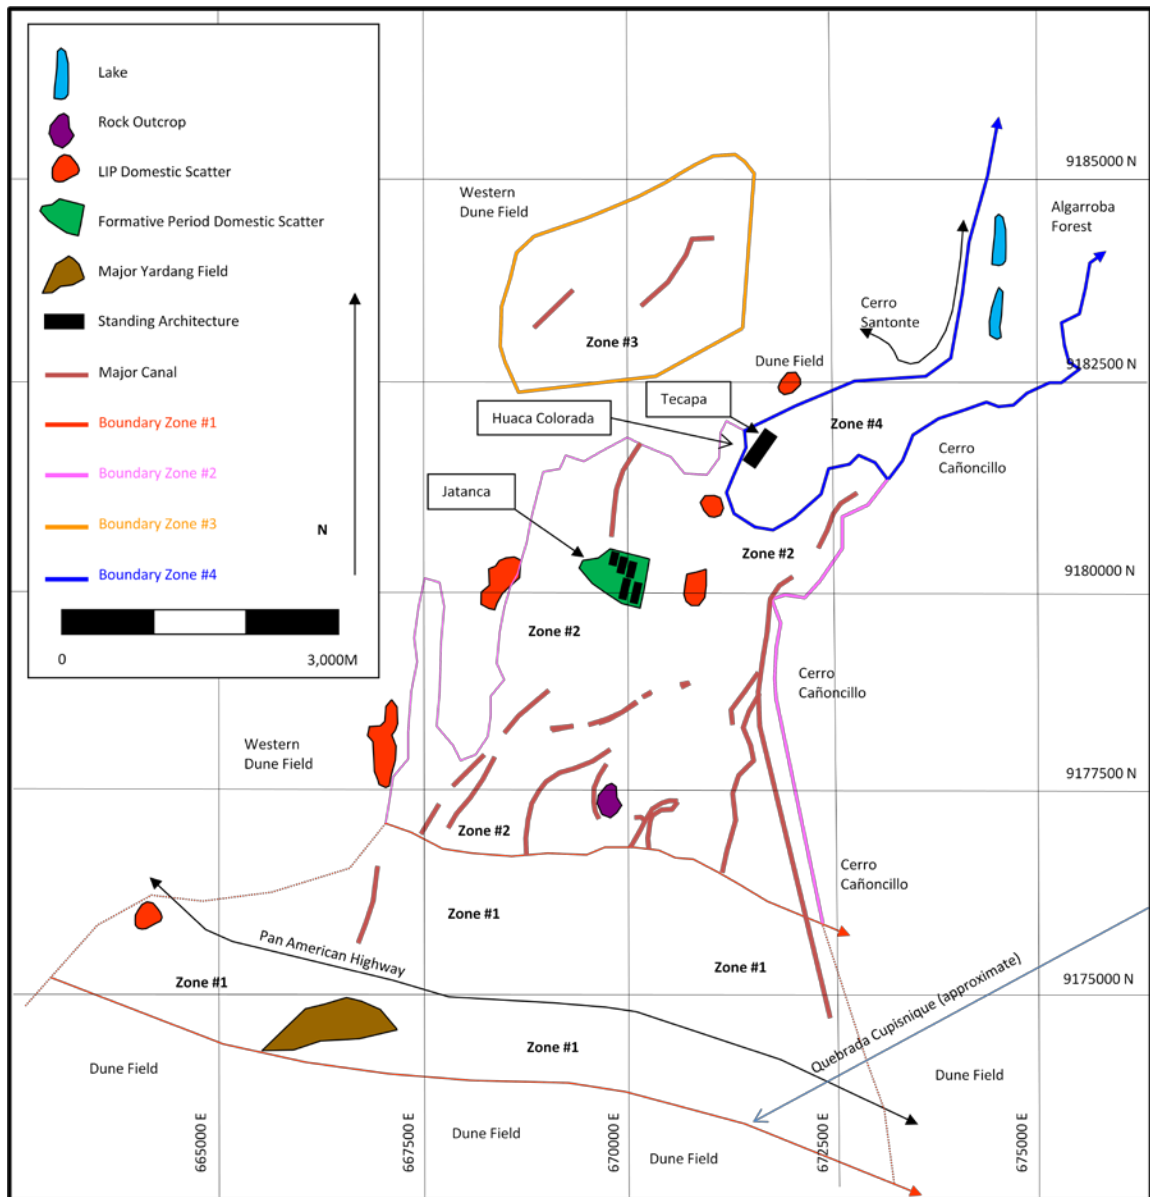 Lake
Rock Outcrop
LIP Domestic Scatter
Formative Period Domestic Scatter
Major Yardang Field
Standing Architecture
Major Canal
Boundary Zone #1
Boundary Zone #2
Boundary Zone #3
Boundary Zone #4
N
0
3,000M
9185000 N
Western
Dune Field
Algarroba
Forest
Cerro
Santonte
Zone #3
Dune Field
9182500 N
Tecapa
Huaca Colorada
Zone #4
Cerro
Cañoncillo
Jatanca
Zone #2
9180000 N
Zone #2
Cerro
Cañoncillo
Western
Dune Field
9177500 N
Zone #2
Cerro
Cañoncillo
Zone #1
Pan American Highway
Zone #1
Zone #1
9175000 N
Quebrada Cupisnique (approximate)
Zone #1
Dune Field
Dune Field
Dune Field
Dune Field
665000 E
667500 E
670000 E
672500 E
675000 E